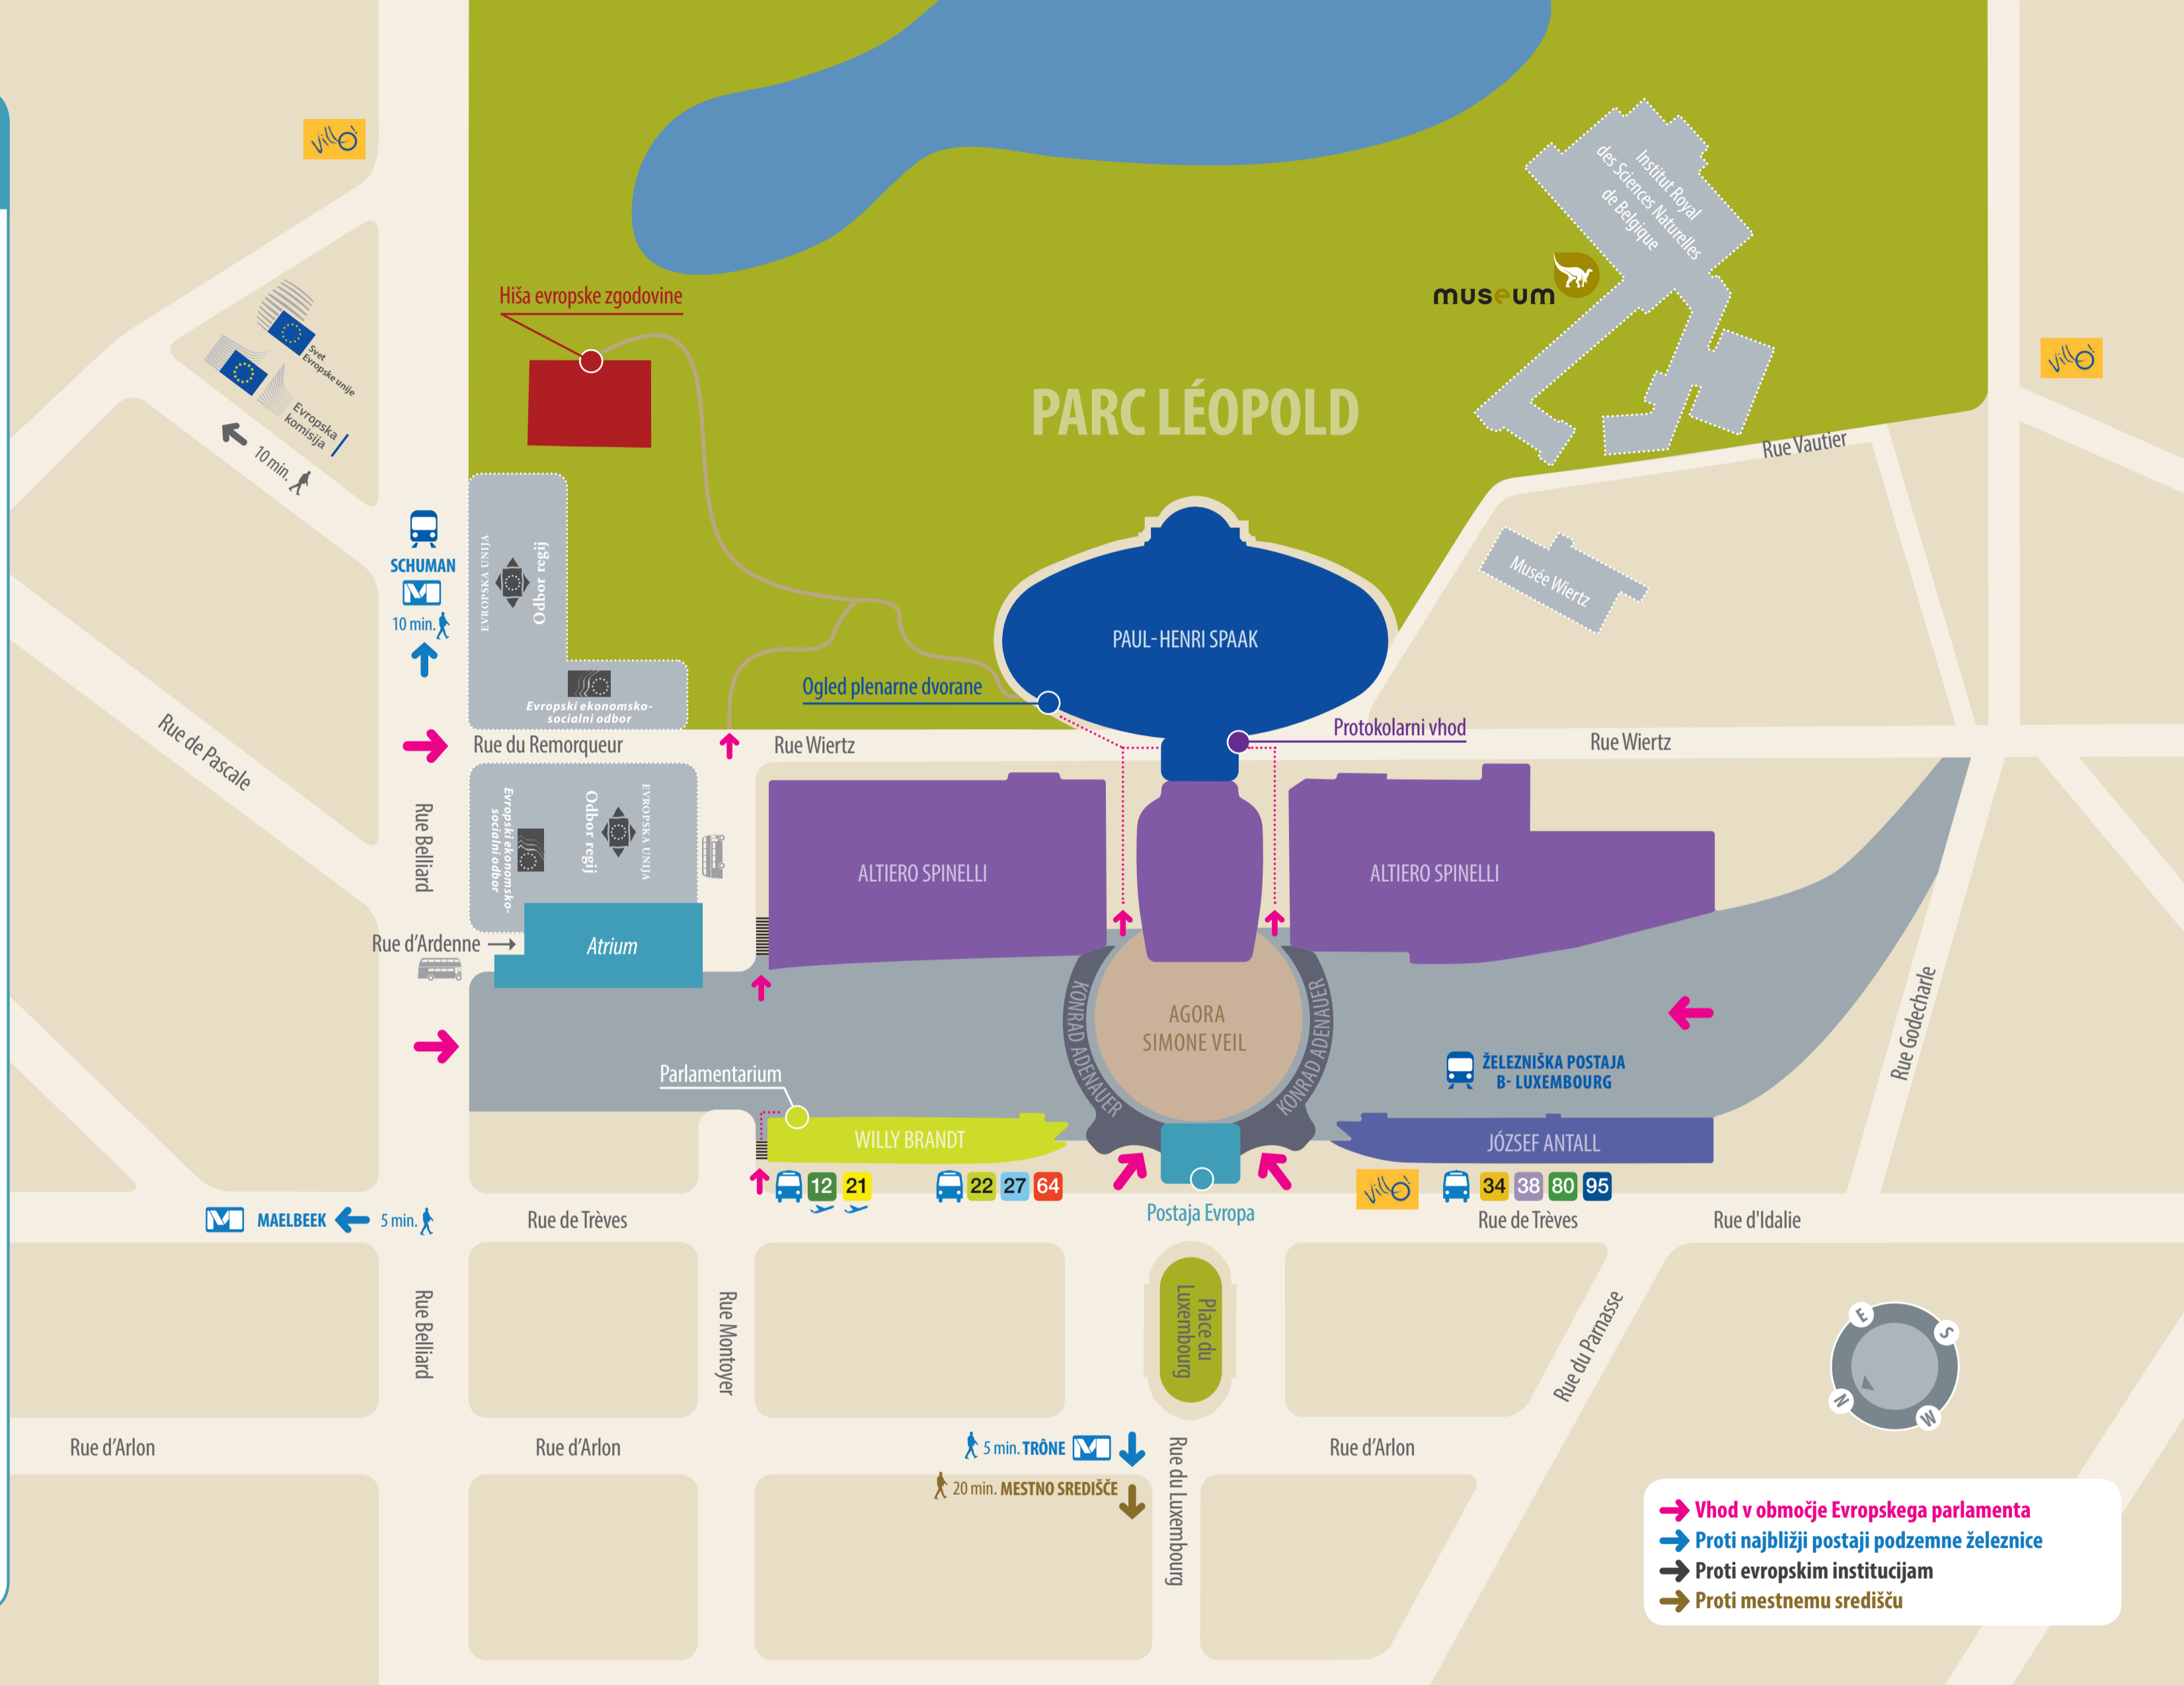 Villo!
Institut Royal
des Sciences Naturelles
de Belgique
museum
Hiša evropske zgodovine
Svet
Evropske unije
Evropska
komisija
10 min.
Villo!
PARC LÉOPOLD
Rue Vautier
SCHUMAN
M
10 min.
EVROPSKA UNIJA
Odbor regij
Musée Wiertz
PAUL-HENRI SPAAK
Ogled plenarne dvorane
Evropski ekonomsko-
socialni odbor
Protokolarni vhod
Rue de Pascale
Rue du Remorqueur
Rue Wiertz
Rue Wiertz
Rue Belliard
Evropski ekonomsko-
socialni odbor
Odbor regij
EVROPSKA UNIJA
ALTIERO SPINELLI
ALTIERO SPINELLI
Rue d'Ardenne
Atrium
KONRAD ADENAUER
AGORA
SIMONE VEIL
KONRAD ADENAUER
Rue Godecharle
Parlamentarium
ŽELEZNIŠKA POSTAJA
B- LUXEMBOURG
WILLY BRANDT
JÓZSEF ANTALL
12 21
22 27 64
Villo!
34 38 80 95
M MAELBEEK 5 min.
Rue de Trèves
Postaja Evropa
Rue de Trèves
Rue d'Idalie
Rue Belliard
Rue Montoyer
Place du
Luxembourg
Rue du Parnasse
E
S
N
W
Rue d'Arlon
Rue d'Arlon
5 min. TRÔNE M
Rue d'Arlon
20 min. MESTNO SREDIŠČE
Rue du Luxembourg
Vhod v območje Evropskega parlamenta
Proti najbližji postaji podzemne železnice
Proti evropskim institucijam
Proti mestnemu središču